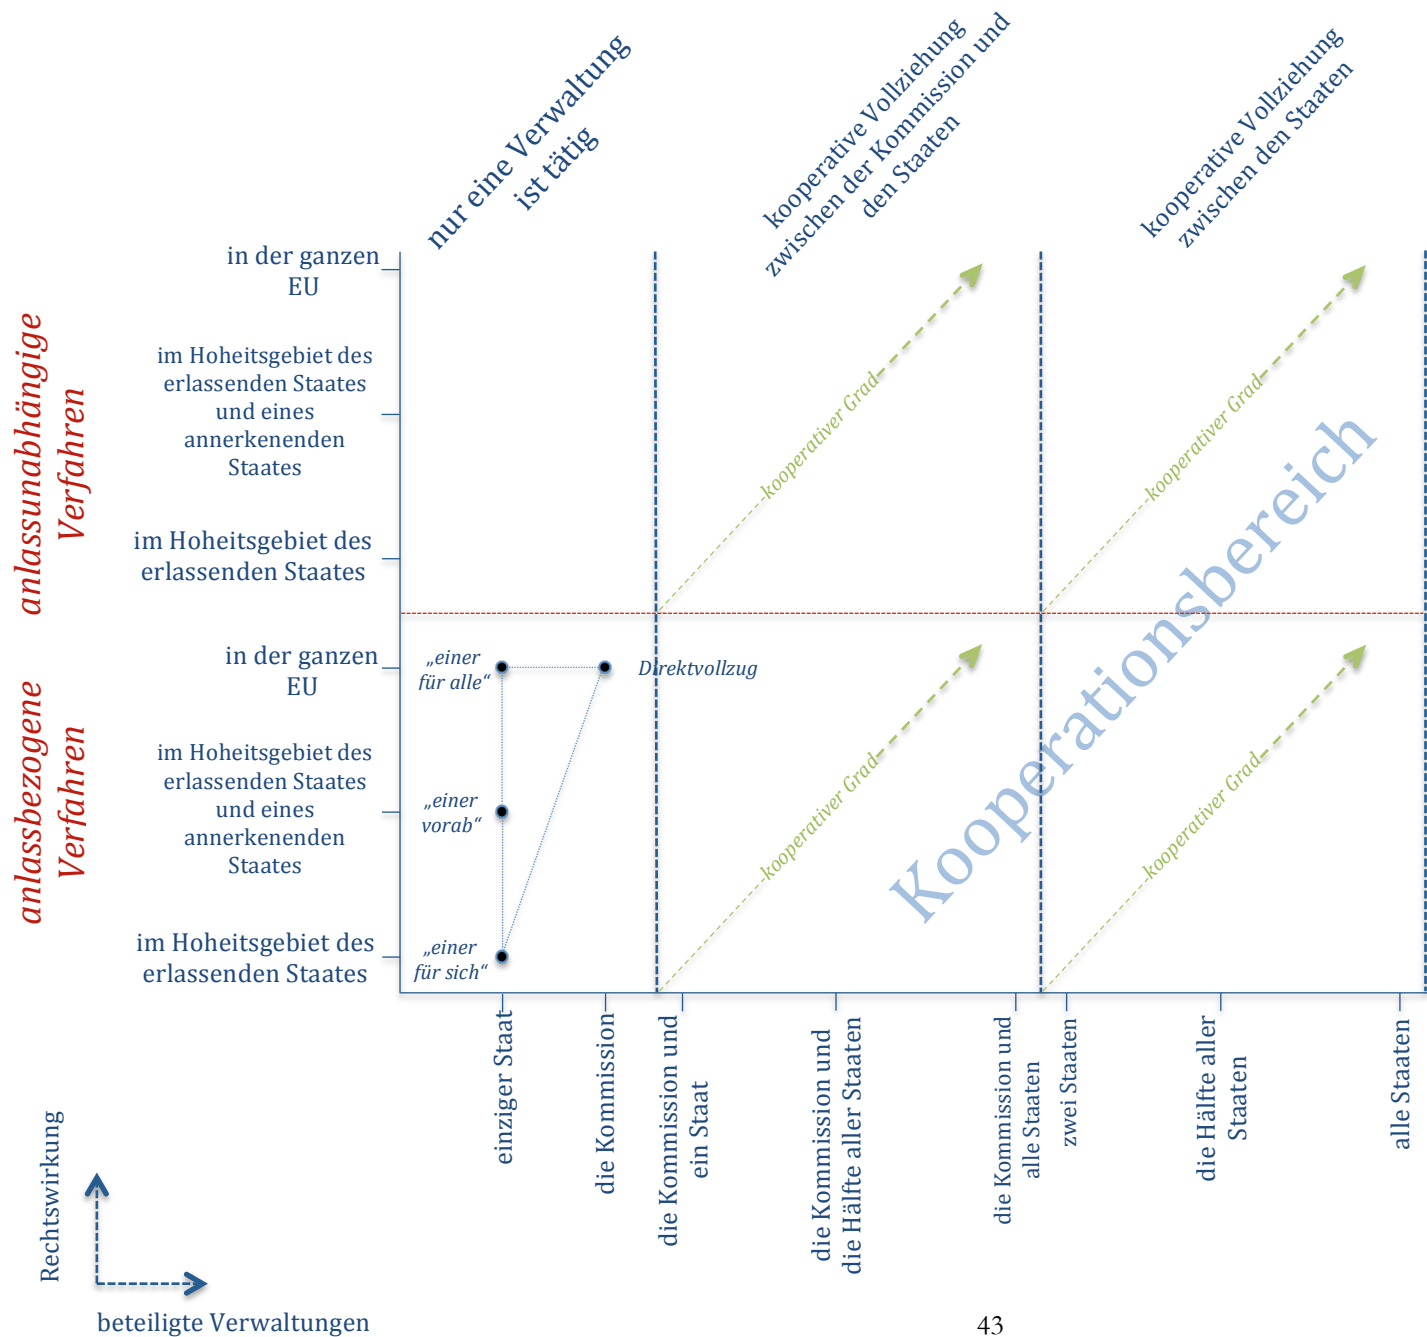 nur eine Verwaltung
ist tätig
kooperative Vollziehung
zwischen der Kommission und
den Staaten
kooperative Vollziehung
zwischen den Staaten
anlassunabhängige
Verfahren
in der ganzen
EU
im Hoheitsgebiet des
erlassenden Staates
und eines
annerkenenden
Staates
im Hoheitsgebiet des
erlassenden Staates
kooperativer Grad
kooperativer Grad
Kooperationsbereich
anlassbezogene
Verfahren
in der ganzen
EU
im Hoheitsgebiet des
erlassenden Staates
und eines
annerkenenden
Staates
im Hoheitsgebiet des
erlassenden Staates
„einer
für alle“
Direktvollzug
„einer
vorab“
„einer
für sich“
kooperativer Grad
kooperativer Grad
einziger Staat
die Kommission
die Kommission und
ein Staat
die Kommission und
die Hälfte aller Staaten
die Kommission und
alle Staaten
zwei Staaten
die Hälfte aller
Staaten
alle Staaten
Rechtswirkung
beteiligte Verwaltungen
43